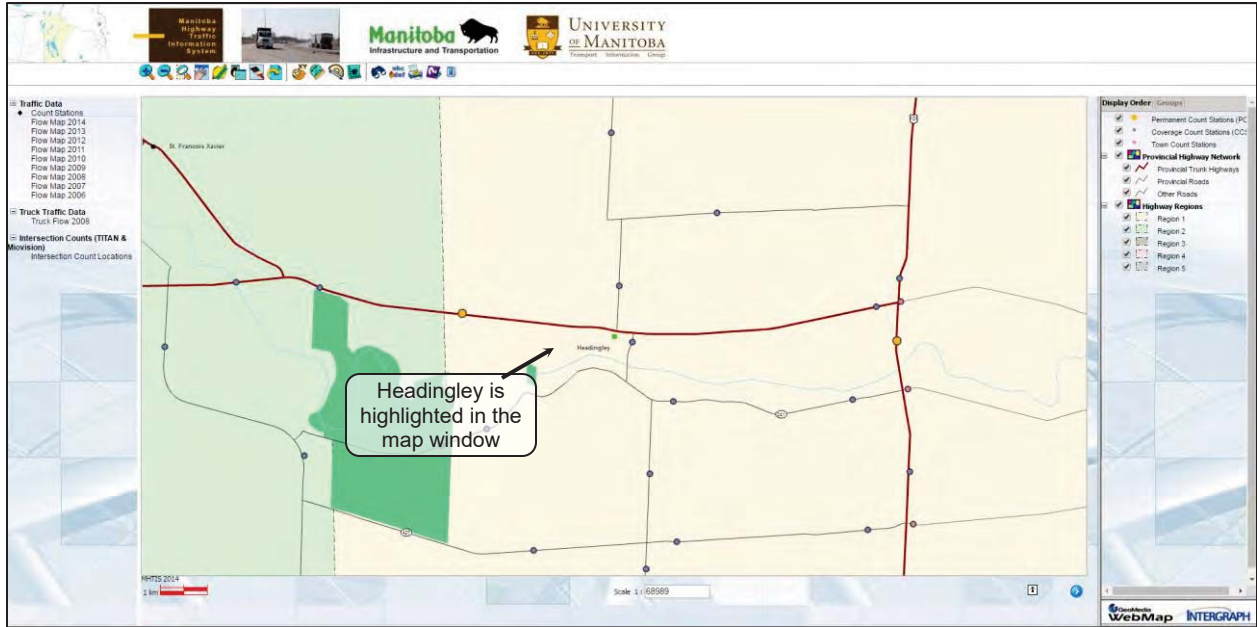 Manitoba
Highway
Traffic
Information
System
Manitoba
Infrastructure and Transportation
UNIVERSITY
OF MANITOBA
Transport Information Group
Traffic Data
Count Stations
Flow Map 2014
Flow Map 2013
Flow Map 2012
Flow Map 2011
Flow Map 2010
Flow Map 2009
Flow Map 2008
Flow Map 2007
Flow Map 2006
Truck Traffic Data
Truck Flow 2008
Intersection Counts (TITAN &
Miovision)
Intersection Count Locations
St. Francois Xavier
Headingley
Headingley is
highlighted in the
map window
241
MHTIS 2014
1 km
Scale 1: 68989
Display Order Groups
Permanent Count Stations (PC
Coverage Count Stations (CCS
Town Count Stations
Provincial Highway Network
Provincial Trunk Highways
Provincial Roads
Other Roads
Highway Regions
Region 1
Region 2
Region 3
Region 4
Region 5
GeoMedia
WebMap INTERGRAPH